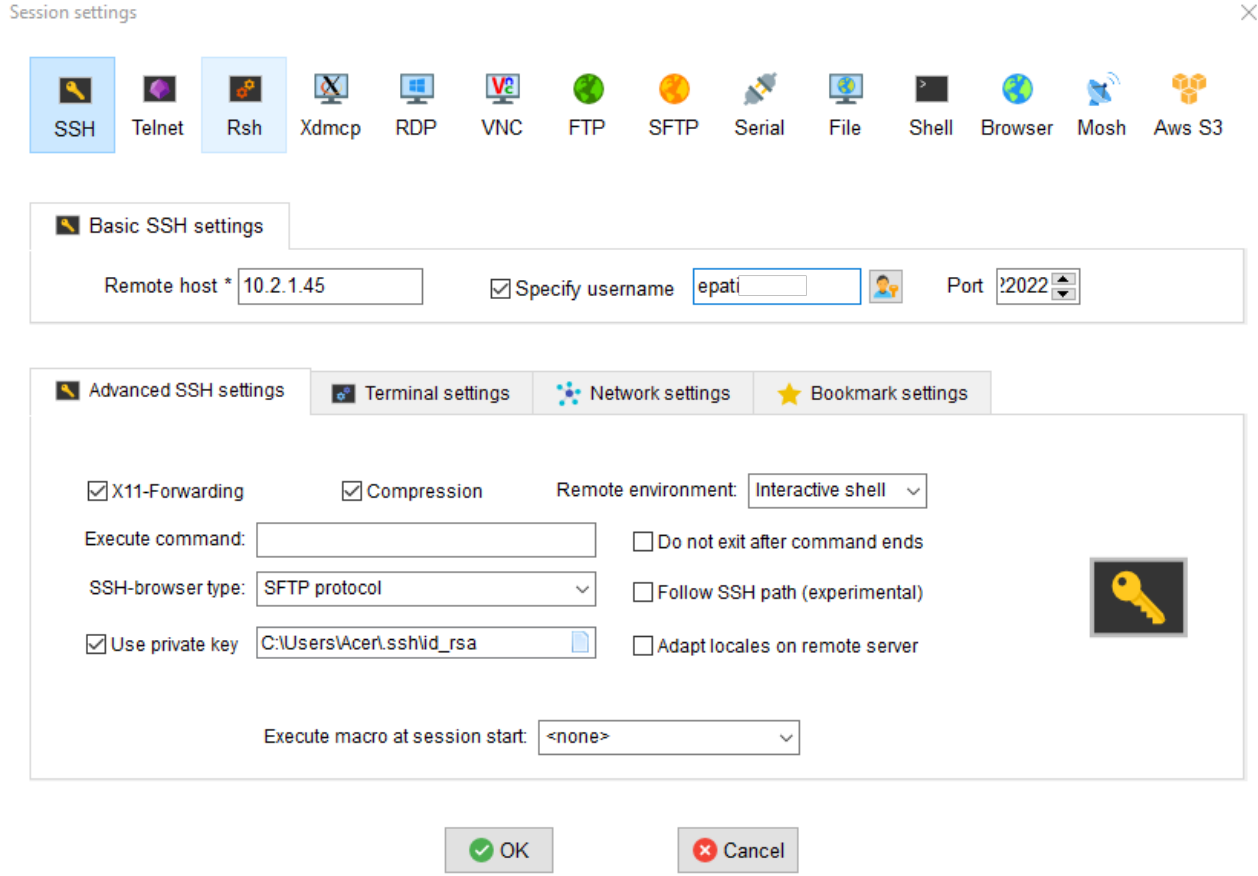 Session settings
SSH Telnet Rsh Xdmcp RDP VNC FTP SFTP Serial File Shell Browser Mosh Aws S3
Basic SSH settings
Remote host * 10.2.1.45 Specify username epati Port 22022
Advanced SSH settings Terminal settings Network settings Bookmark settings
X11-Forwarding Compression Remote environment: Interactive shell
Execute command: Do not exit after command ends
SSH-browser type: SFTP protocol Follow SSH path (experimental)
Use private key C:\Users\Acer\.ssh\id_rsa Adapt locales on remote server
Execute macro at session start: <none>
OK Cancel